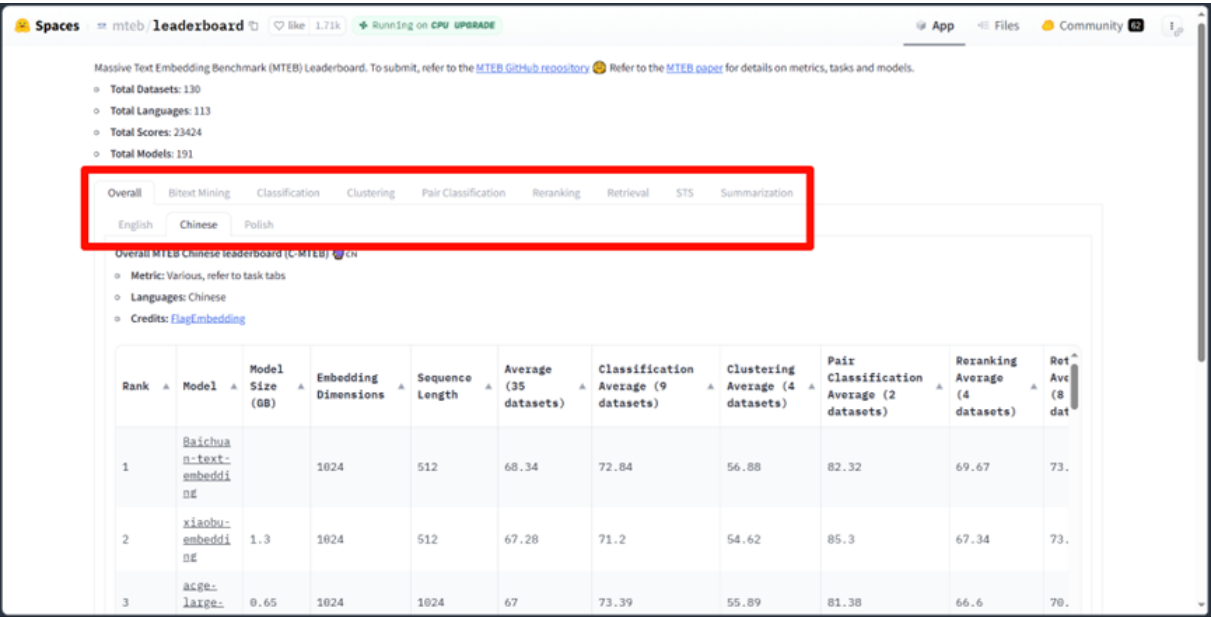 Spaces mteb/leaderboard like 1.71k Running on CPU UPGRADE App Files Community 62
Massive Text Embedding Benchmark (MTEB) Leaderboard. To submit, refer to the MTEB GitHub repository 🤗 Refer to the MTEB paper for details on metrics, tasks and models.
Total Datasets: 130
Total Languages: 113
Total Scores: 23424
Total Models: 191
Overall Bitext Mining Classification Clustering Pair Classification Reranking Retrieval STS Summarization
English Chinese Polish
Overall MTEB Chinese leaderboard (C-MTEB) 🔮CN
Metric: Various, refer to task tabs
Languages: Chinese
Credits: FlagEmbedding
Rank Model Model Size (GB) Embedding Dimensions Sequence Length Average (35 datasets) Classification Average (9 datasets) Clustering Average (4 datasets) Pair Classification Average (2 datasets) Reranking Average (4 datasets) Ret Ave (8 dat
1 Baichuan-text-embedding 1024 512 68.34 72.84 56.88 82.32 69.67 73.
2 xiaobu-embedding 1.3 1024 512 67.28 71.2 54.62 85.3 67.34 73.
3 acge-large- 0.65 1024 1024 67 73.39 55.89 81.38 66.6 70.